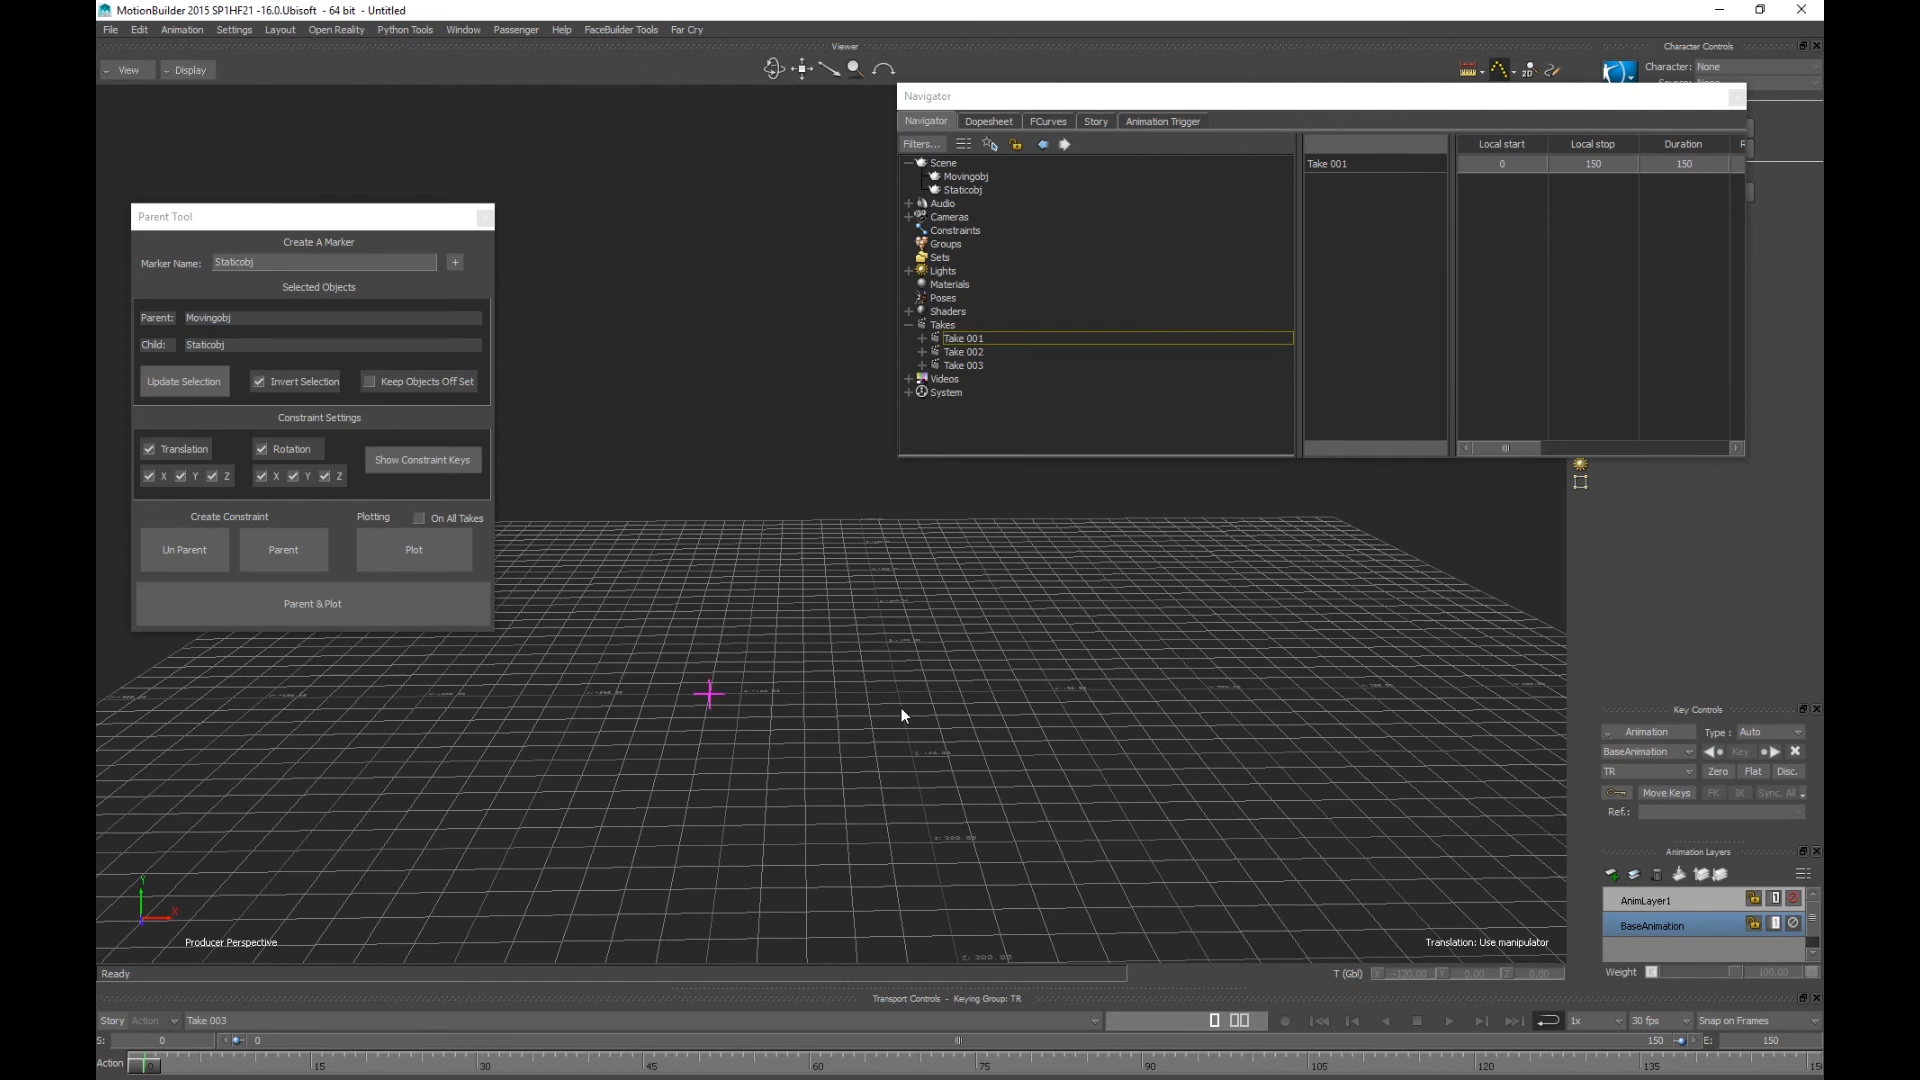 MotionBuilder 2015 SP1HF21 -16.0.Ubisoft - 64 bit - Untitled
File Edit Animation Settings Layout Open Reality Python Tools Window Passenger Help FaceBuilder Tools Far Cry
Viewer
Character Controls
View Display
2D
Character: None
Navigator
Navigator Dopesheet FCurves Story Animation Trigger
Filters...
Scene
Movingobj
Staticobj
Audio
Cameras
Constraints
Groups
Sets
Lights
Materials
Poses
Shaders
Takes
Take 001
Take 002
Take 003
Videos
System
Take 001
Local start Local stop Duration R
0 150 150
Parent Tool
Create A Marker
Marker Name: Staticobj +
Selected Objects
Parent: Movingobj
Child: Staticobj
Update Selection Invert Selection Keep Objects Off Set
Constraint Settings
Translation Rotation Show Constraint Keys
X Y Z X Y Z
Create Constraint Plotting On All Takes
Un Parent Parent Plot
Parent & Plot
Y
X
Producer Perspective
Translation: Use manipulator
Key Controls
Animation Type : Auto
BaseAnimation Key
TR Zero Flat Disc.
Move Keys FK IK Sync. All
Ref.:
Animation Layers
AnimLayer1
BaseAnimation
Weight 100.00
Ready
T (Gbl) X -120.00 Y 0.00 Z 0.00
Transport Controls - Keying Group: TR
Story Action Take 003 1x 30 fps Snap on Frames
S: 0 0 150 E: 150
Action 0 15 30 45 60 75 90 105 120 135